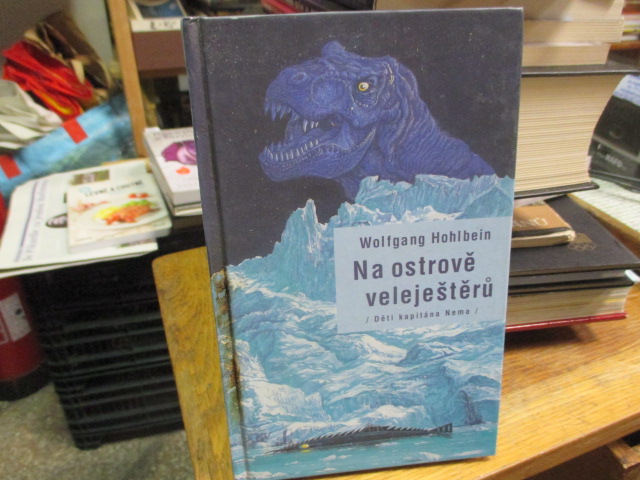 Wolfgang Hohlbein
Na ostrově
veleještěrů
/ Děti kapitána Nema /